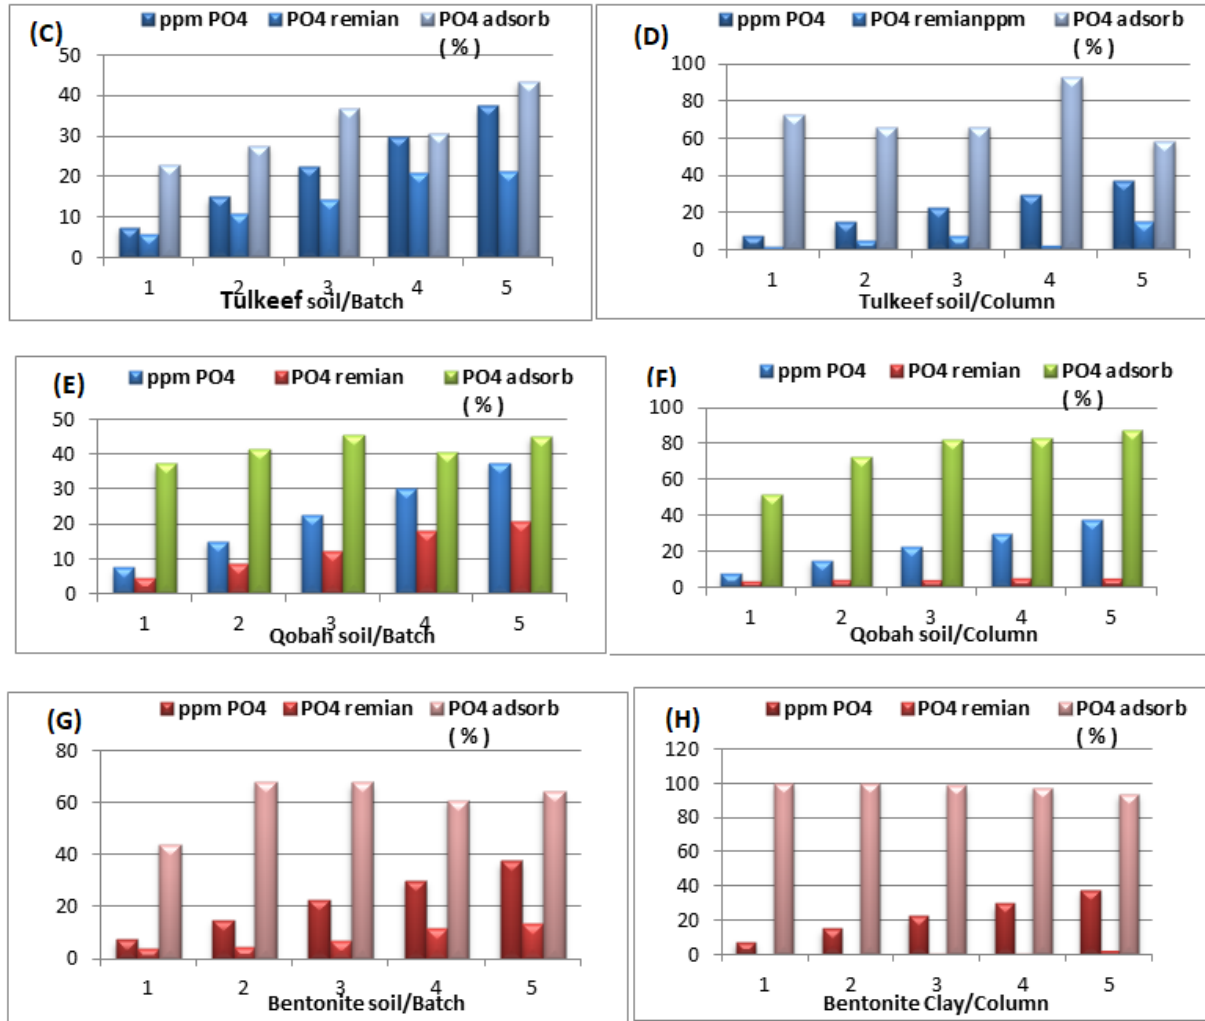 (C)
ppm PO4 PO4 remian PO4 adsorb
( % )
50
40
30
20
10
0
1 2 3 4 5
Tulkeef soil/Batch
(D)
ppm PO4 PO4 remianppm PO4 adsorb
( % )
100
80
60
40
20
0
1 2 3 4 5
Tulkeef soil/Column
(E)
ppm PO4 PO4 remian PO4 adsorb
( % )
50
40
30
20
10
0
1 2 3 4 5
Qobah soil/Batch
(F)
ppm PO4 PO4 remian PO4 adsorb
( % )
100
80
60
40
20
0
1 2 3 4 5
Qobah soil/Column
(G)
ppm PO4 PO4 remian PO4 adsorb
( % )
80
60
40
20
0
1 2 3 4 5
Bentonite soil/Batch
(H)
ppm PO4 PO4 remian PO4 adsorb
( % )
120
100
80
60
40
20
0
1 2 3 4 5
Bentonite Clay/Column